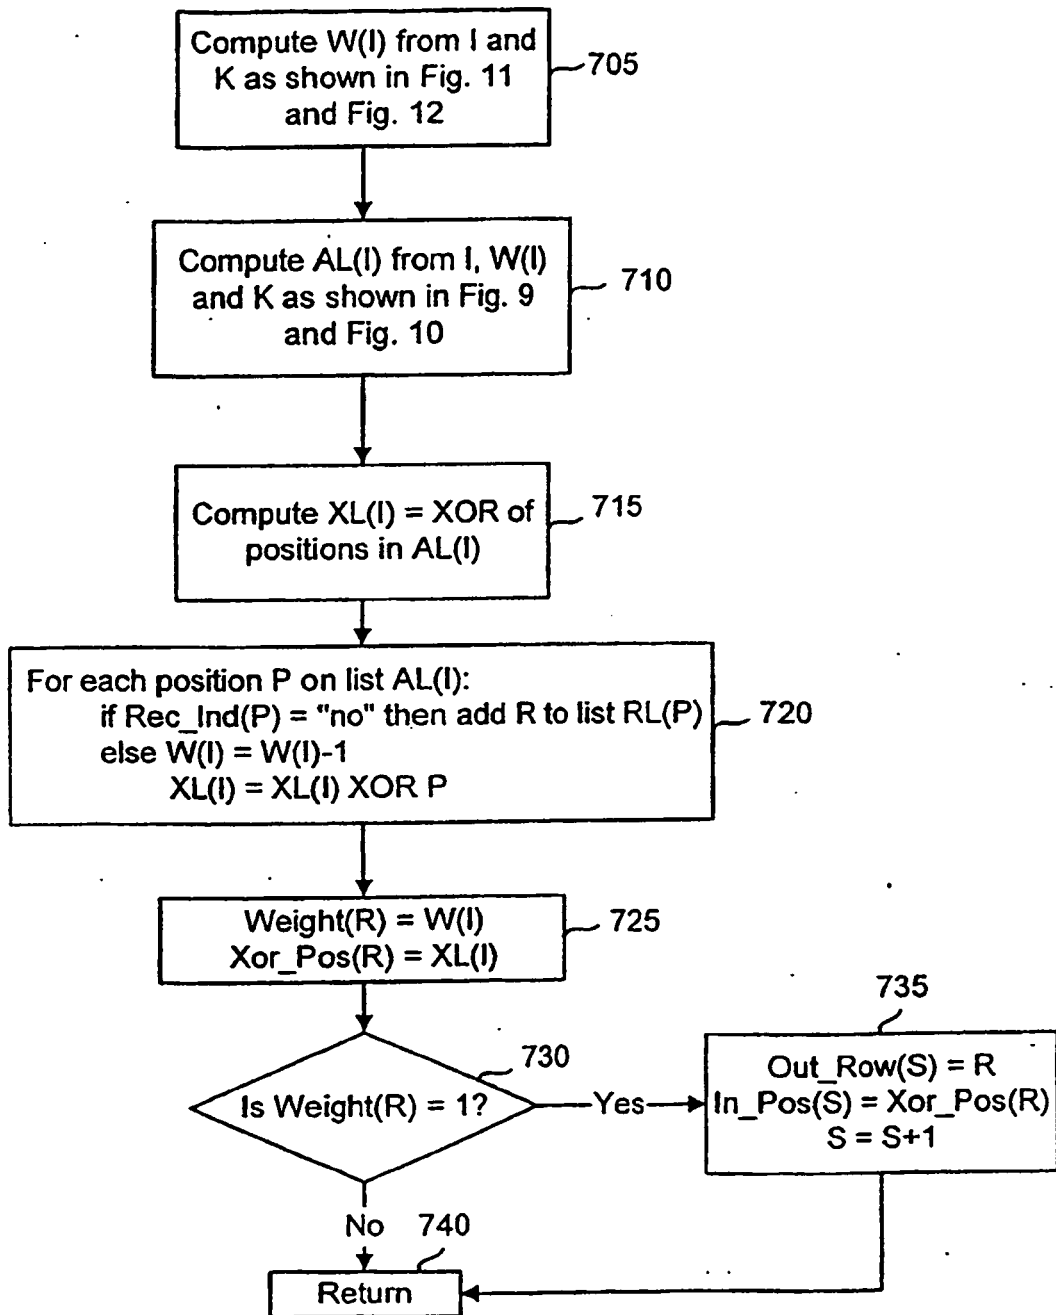 Compute W(I) from I and
K as shown in Fig. 11
and Fig. 12
705
Compute AL(I) from I, W(I)
and K as shown in Fig. 9
and Fig. 10
710
Compute XL(I) = XOR of
positions in AL(I)
715
For each position P on list AL(I):
if Rec_Ind(P) = "no" then add R to list RL(P)
else W(I) = W(I)-1
XL(I) = XL(I) XOR P
720
Weight(R) = W(I)
Xor_Pos(R) = XL(I)
725
Is Weight(R) = 1?
730
Yes
735
Out_Row(S) = R
In_Pos(S) = Xor_Pos(R)
S = S+1
No
740
Return